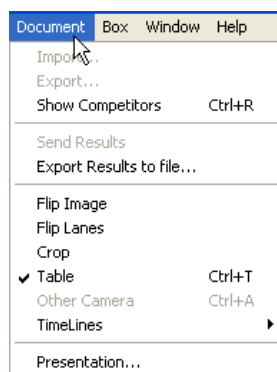 Document Box Window Help
Import...
Export...
Show Competitors Ctrl+R
Send Results
Export Results to file...
Flip Image
Flip Lanes
Crop
Table Ctrl+T
Other Camera Ctrl+A
TimeLines
Presentation...